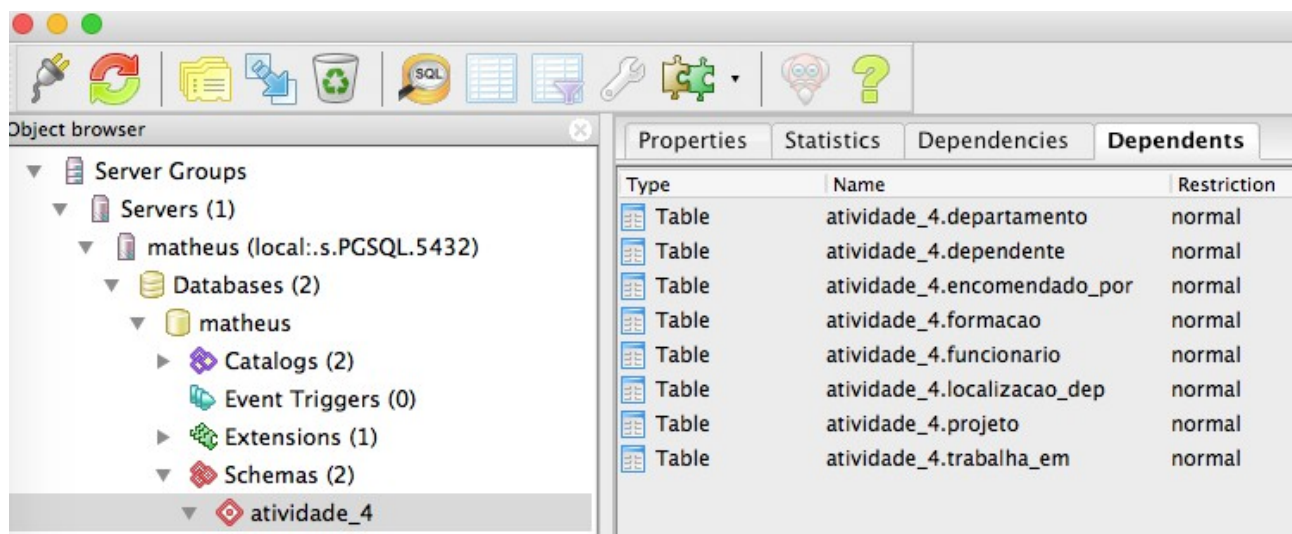 SQL
Object browser
Server Groups
Servers (1)
matheus (local:.s.PGSQL.5432)
Databases (2)
matheus
Catalogs (2)
Event Triggers (0)
Extensions (1)
Schemas (2)
atividade_4
Properties Statistics Dependencies Dependents
Type Name Restriction
Table atividade_4.departamento normal
Table atividade_4.dependente normal
Table atividade_4.encomendado_por normal
Table atividade_4.formacao normal
Table atividade_4.funcionario normal
Table atividade_4.localizacao_dep normal
Table atividade_4.projeto normal
Table atividade_4.trabalha_em normal